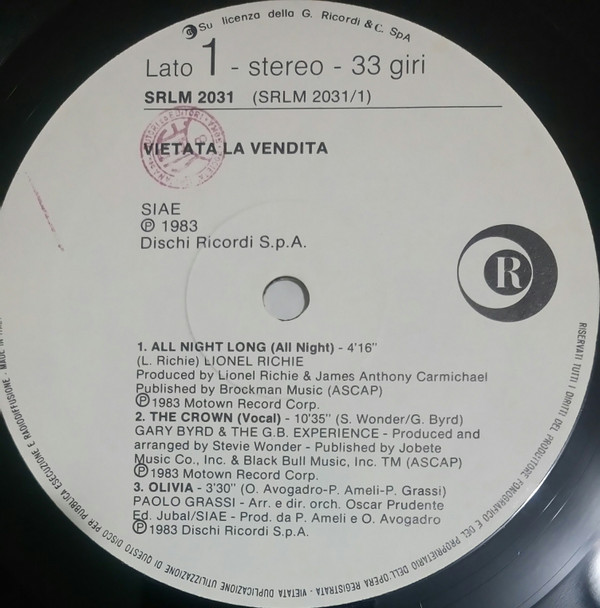 Su licenza della G. Ricordi & C. SpA
Lato 1 - stereo - 33 giri
SRLM 2031 (SRLM 2031/1)
VIETATA LA VENDITA
SIAE
℗ 1983
Dischi Ricordi S.p.A.
R
1. ALL NIGHT LONG (All Night) - 4'16"
(L. Richie) LIONEL RICHIE
Produced by Lionel Richie & James Anthony Carmichael
Published by Brockman Music (ASCAP)
℗ 1983 Motown Record Corp.
2. THE CROWN (Vocal) - 10'35" (S. Wonder/G. Byrd)
GARY BYRD & THE G.B. EXPERIENCE - Produced and
arranged by Stevie Wonder - Published by Jobete
Music Co., Inc. & Black Bull Music, Inc. TM (ASCAP)
℗ 1983 Motown Record Corp.
3. OLIVIA - 3'30" (O. Avogadro-P. Ameli-P. Grassi)
PAOLO GRASSI - Arr. e dir. orch. Oscar Prudente
Ed. Jubal/SIAE - Prod. da P. Ameli e O. Avogadro
℗ 1983 Dischi Ricordi S.p.A.
RISERVATI TUTTI I DIRITTI DEL PRODUTTORE FONOGRAFICO E DEL PROPRIETARIO DELL'OPERA REGISTRATA - VIETATA DUPLICAZIONE UTILIZZAZIONE DI QUESTO DISCO PER PUBBLICA ESECUZIONE E RADIODIFFUSIONE - MADE IN